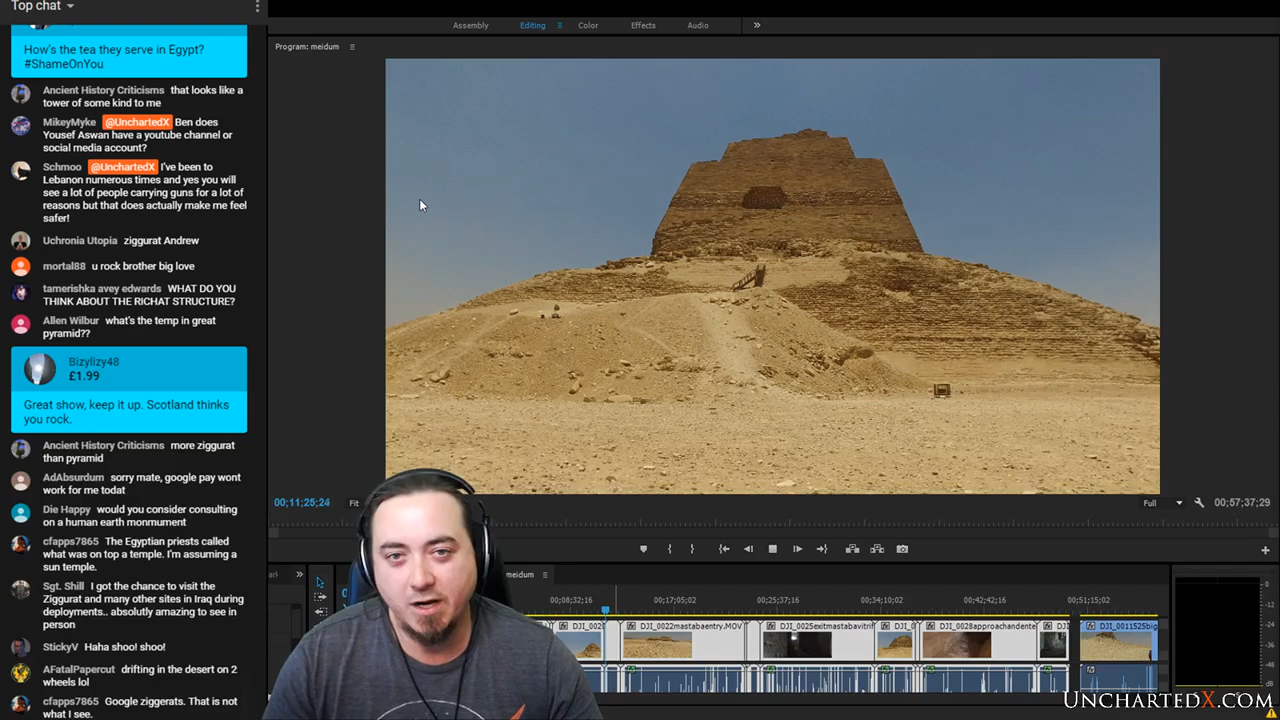 Top chat
How's the tea they serve in Egypt?
#ShameOnYou
Ancient History Criticisms that looks like a
tower of some kind to me
MikeyMyke @UnchartedX Ben does
Yousef Aswan have a youtube channel or
social media account?
Schmoo @UnchartedX I've been to
Lebanon numerous times and yes you will
see a lot of people carrying guns for a lot of
reasons but that does actually make me feel
safer!
Uchronia Utopia ziggurat Andrew
mortal88 u rock brother big love
tamerishka avey edwards WHAT DO YOU
THINK ABOUT THE RICHAT STRUCTURE?
Allen Wilbur what's the temp in great
pyramid??
Bizylizy48
£1.99
Great show, keep it up. Scotland thinks
you rock.
Ancient History Criticisms more ziggurat
than pyramid
AdAbsurdum sorry mate, google pay wont
work for me todat
Die Happy would you consider consulting
on a human earth monmument
cfapps7865 The Egyptian priests called
what was on top a temple. I'm assuming a
sun temple.
Sgt. Shill I got the chance to visit the
Ziggurat and many other sites in Iraq during
deployments.. absolutly amazing to see in
person
StickyV Haha shoo! shoo!
AFatalPapercut drifting in the desert on 2
wheels lol
cfapps7865 Google ziggerats. That is not
what I see.
Assembly Editing Color Effects Audio
Program: meidum
00;11;25;24 Fit Full 00;57;37;29
meidum
00;08;32;16 00;17;05;02 00;25;37;16 00;34;10;02 00;42;42;16 00;51;15;02
DJI_002 DJI_0022mastabaentry.MOV DJI_0025exitmastabavitrif DJI_0 DJI_0028approachandente DJI DJI_0011525big
0
-12
-24
-36
-48
dB
UnchartedX.com